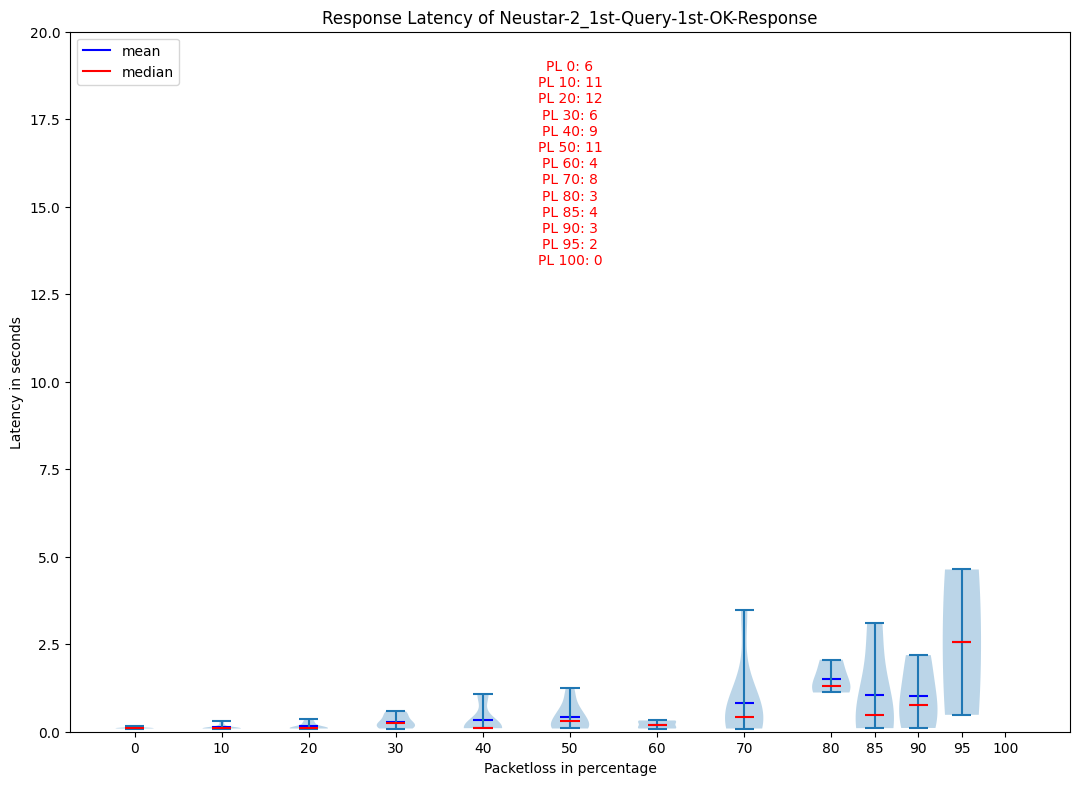 Response Latency of Neustar-2_1st-Query-1st-OK-Response
mean
median
PL 0: 6
PL 10: 11
PL 20: 12
PL 30: 6
PL 40: 9
PL 50: 11
PL 60: 4
PL 70: 8
PL 80: 3
PL 85: 4
PL 90: 3
PL 95: 2
PL 100: 0
Latency in seconds
20.0
17.5
15.0
12.5
10.0
7.5
5.0
2.5
0.0
0 10 20 30 40 50 60 70 80 85 90 95 100
Packetloss in percentage